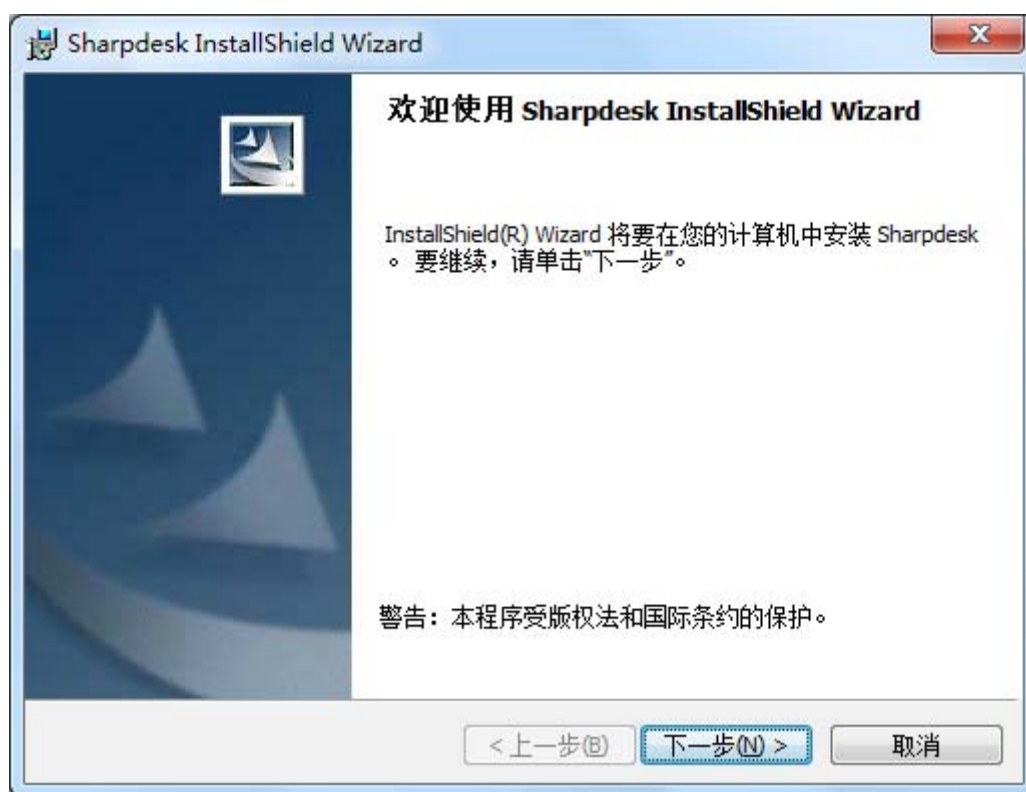 Sharpdesk InstallShield Wizard
欢迎使用 Sharpdesk InstallShield Wizard
InstallShield(R) Wizard 将要在您的计算机中安装 Sharpdesk
。 要继续，请单击“下一步”。
警告：本程序受版权法和国际条约的保护。
<上一步(B) 下一步(N) > 取消